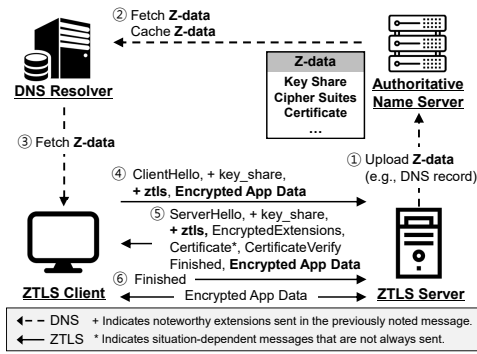 ② Fetch Z-data
Cache Z-data
DNS Resolver
Z-data
Key Share
Cipher Suites
Certificate
...
Authoritative
Name Server
③ Fetch Z-data
① Upload Z-data
(e.g., DNS record)
④ ClientHello, + key_share,
+ ztls, Encrypted App Data
⑤ ServerHello, + key_share,
+ ztls, EncryptedExtensions,
Certificate*, CertificateVerify
Finished, Encrypted App Data
⑥ Finished
Encrypted App Data
ZTLS Client
ZTLS Server
DNS + Indicates noteworthy extensions sent in the previously noted message.
ZTLS * Indicates situation-dependent messages that are not always sent.